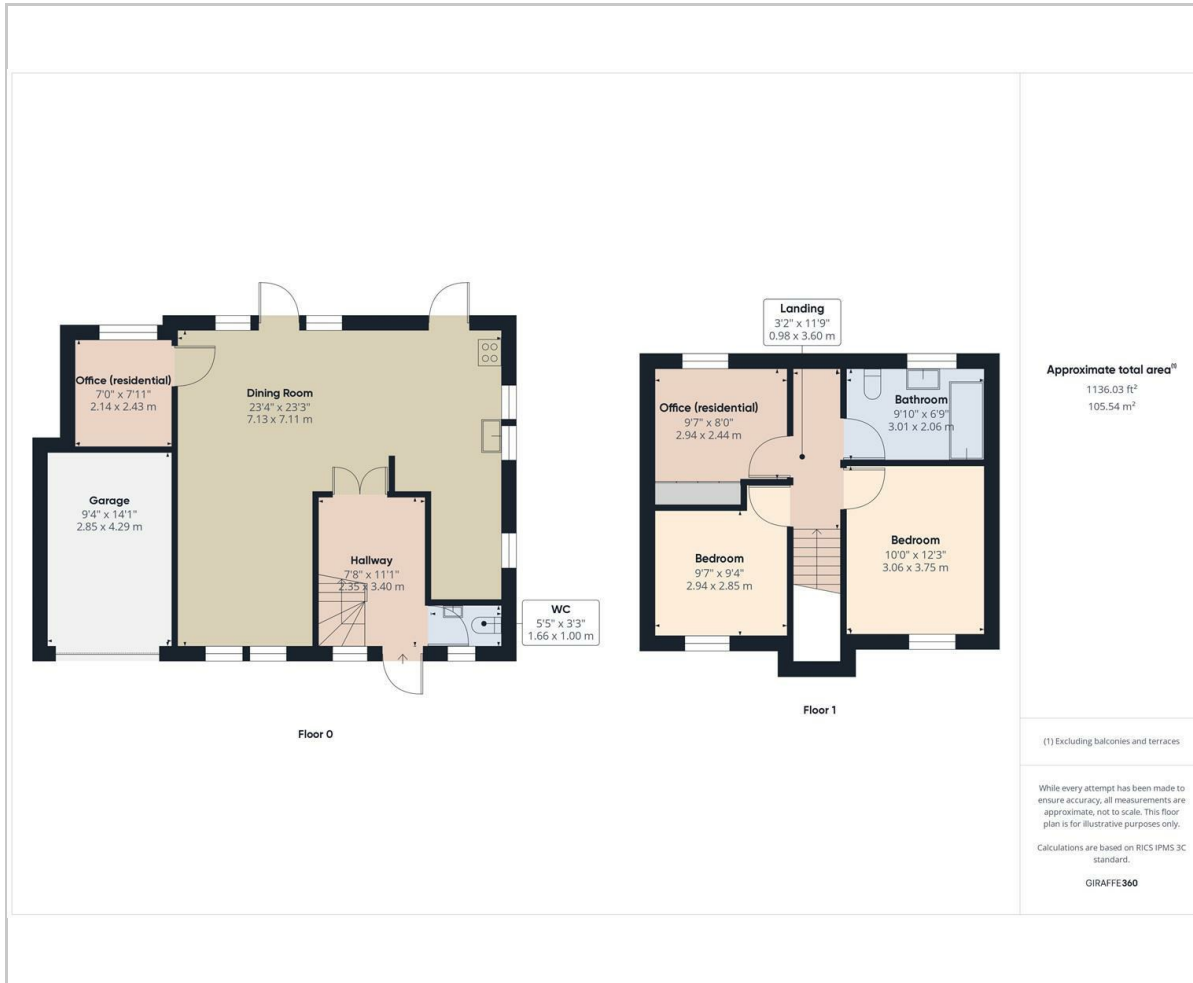 Office (residential)
7'0" x 7'11"
2.14 x 2.43 m
Dining Room
23'4" x 23'3"
7.13 x 7.11 m
Garage
9'4" x 14'1"
2.85 x 4.29 m
Hallway
7'8" x 11'1"
2.35 x 3.40 m
WC
5'5" x 3'3"
1.66 x 1.00 m
Floor 0
Landing
3'2" x 11'9"
0.98 x 3.60 m
Office (residential)
9'7" x 8'0"
2.94 x 2.44 m
Bathroom
9'10" x 6'9"
3.01 x 2.06 m
Bedroom
9'7" x 9'4"
2.94 x 2.85 m
Bedroom
10'0" x 12'3"
3.06 x 3.75 m
Floor 1
Approximate total area(1)
1136.03 ft²
105.54 m²
(1) Excluding balconies and terraces
While every attempt has been made to
ensure accuracy, all measurements are
approximate, not to scale. This floor
plan is for illustrative purposes only.
Calculations are based on RICS IPMS 3C
standard.
GIRAFFE360